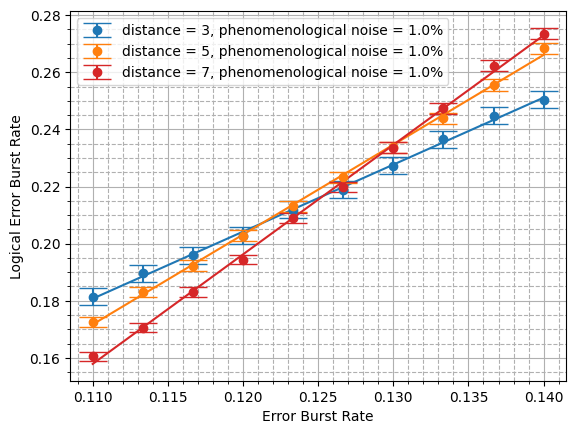 distance = 3, phenomenological noise = 1.0%
distance = 5, phenomenological noise = 1.0%
distance = 7, phenomenological noise = 1.0%
Logical Error Burst Rate
0.28
0.26
0.24
0.22
0.20
0.18
0.16
0.110 0.115 0.120 0.125 0.130 0.135 0.140
Error Burst Rate